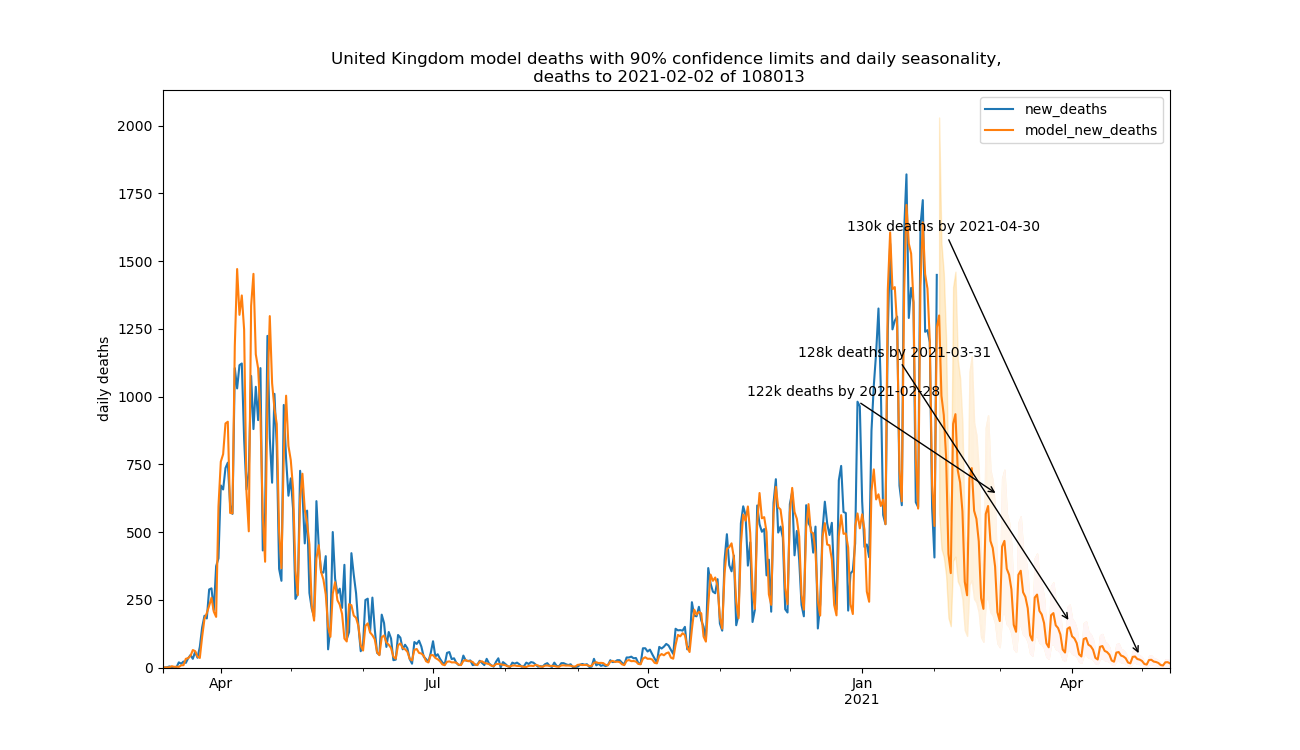 United Kingdom model deaths with 90% confidence limits and daily seasonality,
deaths to 2021-02-02 of 108013
new_deaths
model_new_deaths
2000
1750
1500
1250
1000
750
500
250
0
daily deaths
130k deaths by 2021-04-30
128k deaths by 2021-03-31
122k deaths by 2021-02-28
Apr
Jul
Oct
Jan
2021
Apr